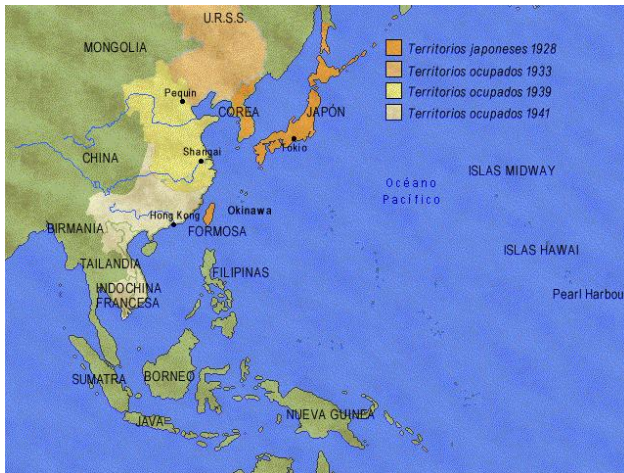 U.R.S.S.
MONGOLIA
Territorios japoneses 1928
Territorios ocupados 1933
Territorios ocupados 1939
Territorios ocupados 1941
Pequin
COREA
JAPÓN
Tokio
CHINA
Shangai
Océano
Pacífico
ISLAS MIDWAY
Hong Kong
Okinawa
BIRMANIA
FORMOSA
ISLAS HAWAI
TAILANDIA
FILIPINAS
INDOCHINA
FRANCESA
Pearl Harbou
SUMATRA
BORNEO
JAVA
NUEVA GUINEA